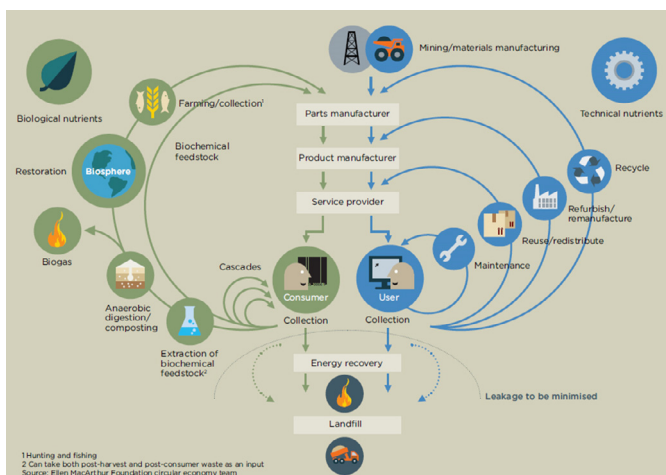 Mining/materials manufacturing
Biological nutrients
Technical nutrients
Farming/collection¹
Parts manufacturer
Biochemical
feedstock
Product manufacturer
Restoration
Biosphere
Recycle
Service provider
Refurbish/
remanufacture
Reuse/redistribute
Biogas
Maintenance
Cascades
Consumer
User
Anaerobic
digestion/
composting
Collection
Collection
Extraction of
biochemical
feedstock²
Energy recovery
Leakage to be minimised
Landfill
1 Hunting and fishing
2 Can take both post-harvest and post-consumer waste as an input
Source: Ellen MacArthur Foundation circular economy team